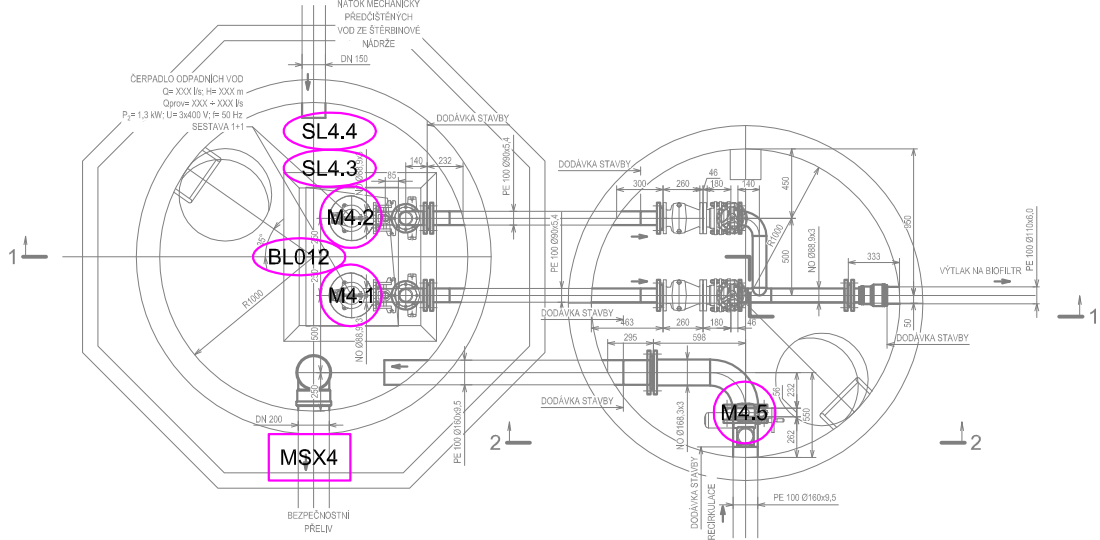 NÁTOK MECHANICKY
PŘEDČIŠTĚNÝCH
VOD ZE ŠTĚRBINOVÉ
NÁDRŽE
DN 150
ČERPADLO ODPADNÍCH VOD
Q= XXX l/s; H= XXX m
Qprov= XXX ÷ XXX l/s
P₂= 1,3 kW; U= 3x400 V; f= 50 Hz
SESTAVA 1+1
SL4.4
SL4.3
M4.2
BL012
M4.1
MSX4
M4.5
DODÁVKA STAVBY
140
232
85
PE 100 Ø90x5,4
DODÁVKA STAVBY
300
260
46
180
140
450
950
500
R1000
PE 100 Ø90x5,4
NO Ø88,9x3
333
PE 100 Ø110x6,0
VÝTLAK NA BIOFILTR
1
1
R1000
250
500
NO Ø88,9x3
DODÁVKA STAVBY
463
260
180
46
50
DODÁVKA STAVBY
295
598
DODÁVKA STAVBY
250
DN 200
PE 100 Ø160x9,5
NO Ø168,3x3
56
232
550
262
2
2
BEZPEČNOSTNÍ
PŘELIV
DODÁVKA STAVBY
RECIRKULACE
PE 100 Ø160x9,5